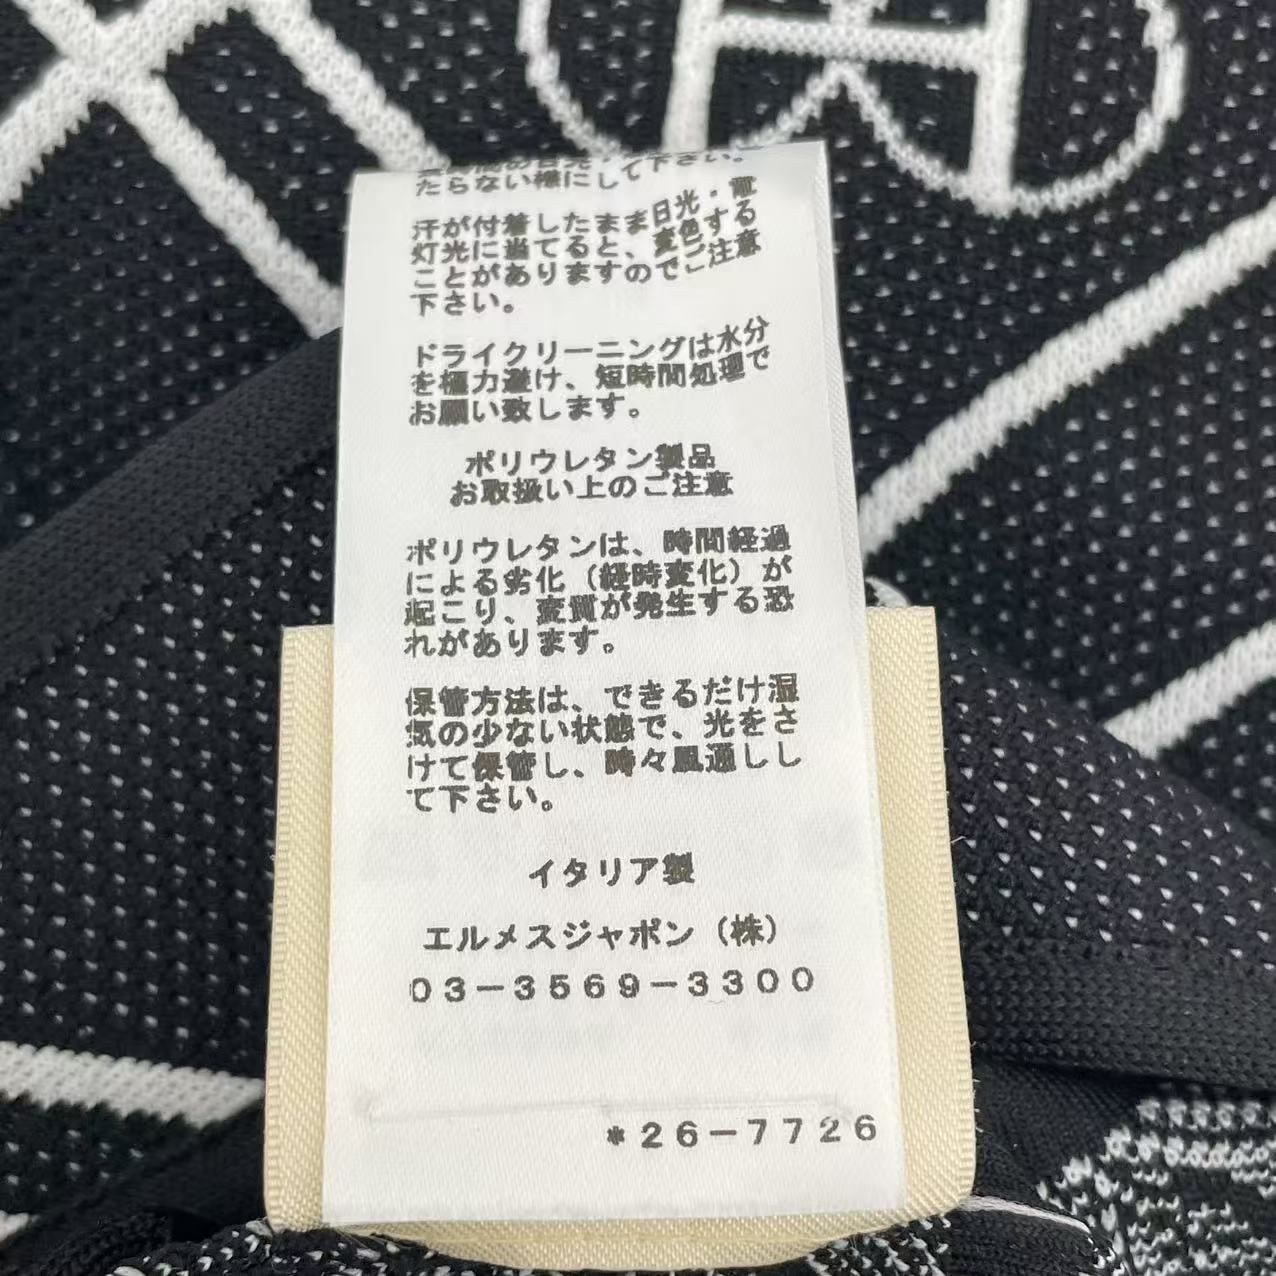 たらない様にして下さい。
汗が付着したまま日光・電
灯光に当てると、変色する
ことがありますのでご注意
下さい。
ドライクリーニングは水分
を極力避け、短時間処理で
お願い致します。
ポリウレタン製品
お取扱い上のご注意
ポリウレタンは、時間経過
による劣化（経時変化）が
起こり、変質が発生する恐
れがあります。
保管方法は、できるだけ湿
気の少ない状態で、光をさ
けて保管し、時々風通しし
て下さい。
イタリア製
エルメスジャポン（株）
03-3569-3300
*26-7726